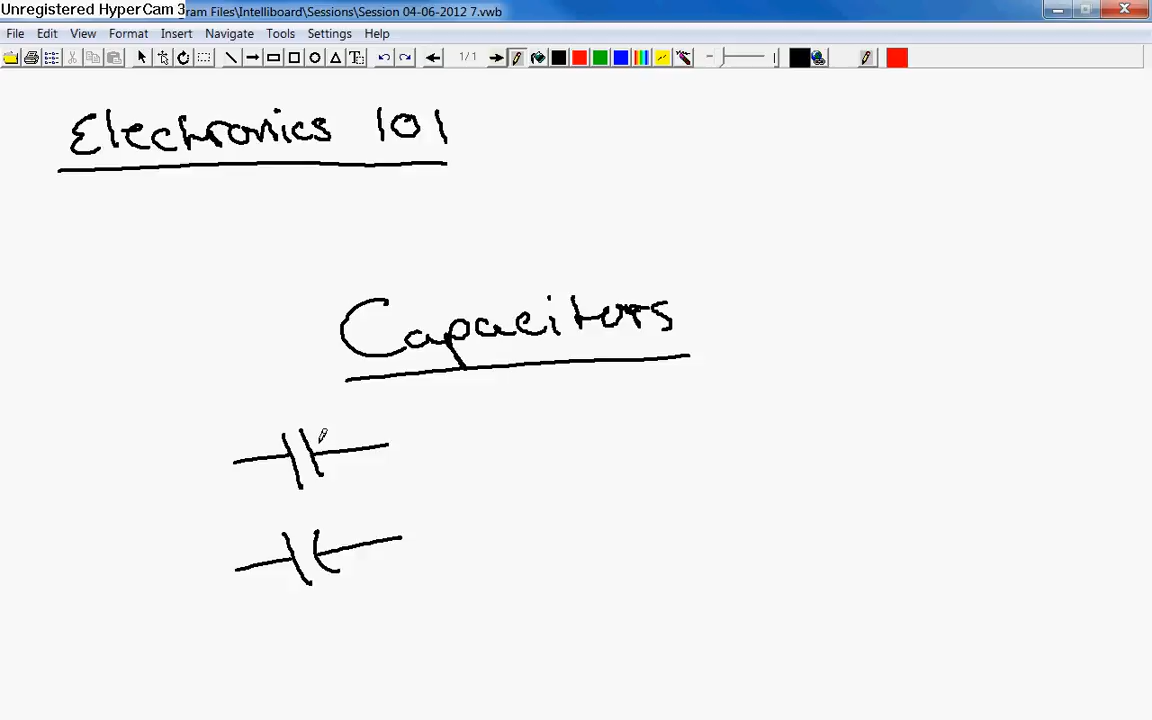 Unregistered HyperCam 3
ram Files\Intelliboard\Sessions\Session 04-06-2012 7.vwb
File Edit View Format Insert Navigate Tools Settings Help
1/1
Electronics 101
Capacitors